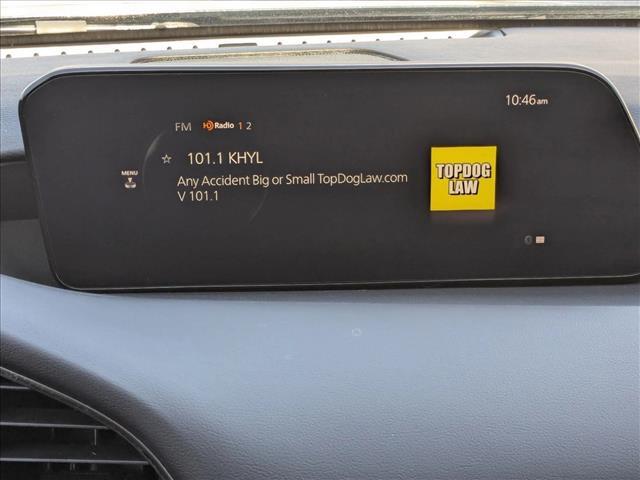 10:46am
FM HD Radio 1 2
☆ 101.1 KHYL
MENU
Any Accident Big or Small TopDogLaw.com
V 101.1
TOPDOG
LAW